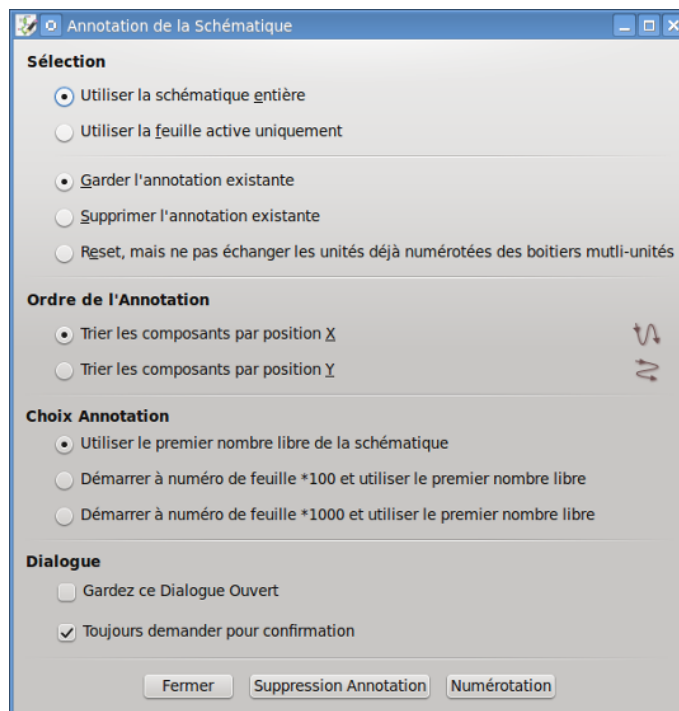 Annotation de la Schématique
Sélection
Utiliser la schématique entière
Utiliser la feuille active uniquement
Garder l'annotation existante
Supprimer l'annotation existante
Reset, mais ne pas échanger les unités déjà numérotées des boitiers mutli-unités
Ordre de l'Annotation
Trier les composants par position X
Trier les composants par position Y
Choix Annotation
Utiliser le premier nombre libre de la schématique
Démarrer à numéro de feuille *100 et utiliser le premier nombre libre
Démarrer à numéro de feuille *1000 et utiliser le premier nombre libre
Dialogue
Gardez ce Dialogue Ouvert
Toujours demander pour confirmation
Fermer Suppression Annotation Numérotation